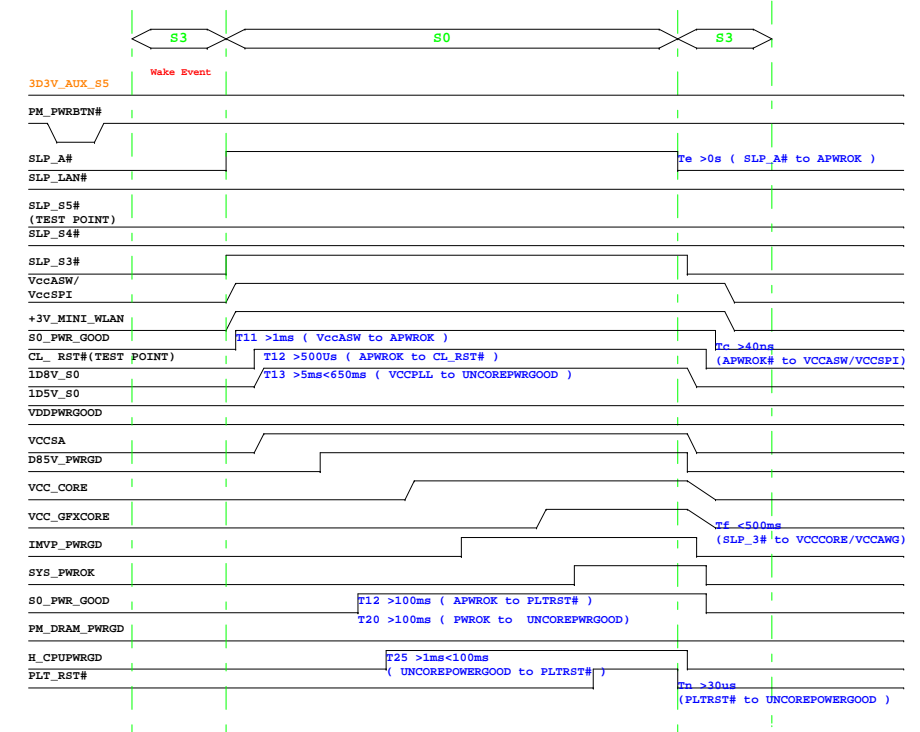 S3 S0 S3
Wake Event
3D3V_AUX_S5
PM_PWRBTN#
SLP_A#
Te >0s ( SLP_A# to APWROK )
SLP_LAN#
SLP_S5#
(TEST POINT)
SLP_S4#
SLP_S3#
VccASW/
VccSPI
+3V_MINI_WLAN
S0_PWR_GOOD
T11 >1ms ( VccASW to APWROK )
Tc >40ns
(APWROK# to VCCASW/VCCSPI)
CL_ RST#(TEST POINT)
T12 >500Us ( APWROK to CL_RST# )
1D8V_S0
T13 >5ms<650ms ( VCCPLL to UNCOREPWRGOOD )
1D5V_S0
VDDPWRGOOD
VCCSA
D85V_PWRGD
VCC_CORE
VCC_GFXCORE
Tf <500ms
(SLP_3# to VCCCORE/VCCAWG)
IMVP_PWRGD
SYS_PWROK
S0_PWR_GOOD
T12 >100ms ( APWROK to PLTRST# )
T20 >100ms ( PWROK to UNCOREPWRGOOD)
PM_DRAM_PWRGD
H_CPUPWRGD
T25 >1ms<100ms
( UNCOREPOWERGOOD to PLTRST# )
PLT_RST#
Tn >30us
(PLTRST# to UNCOREPOWERGOOD )